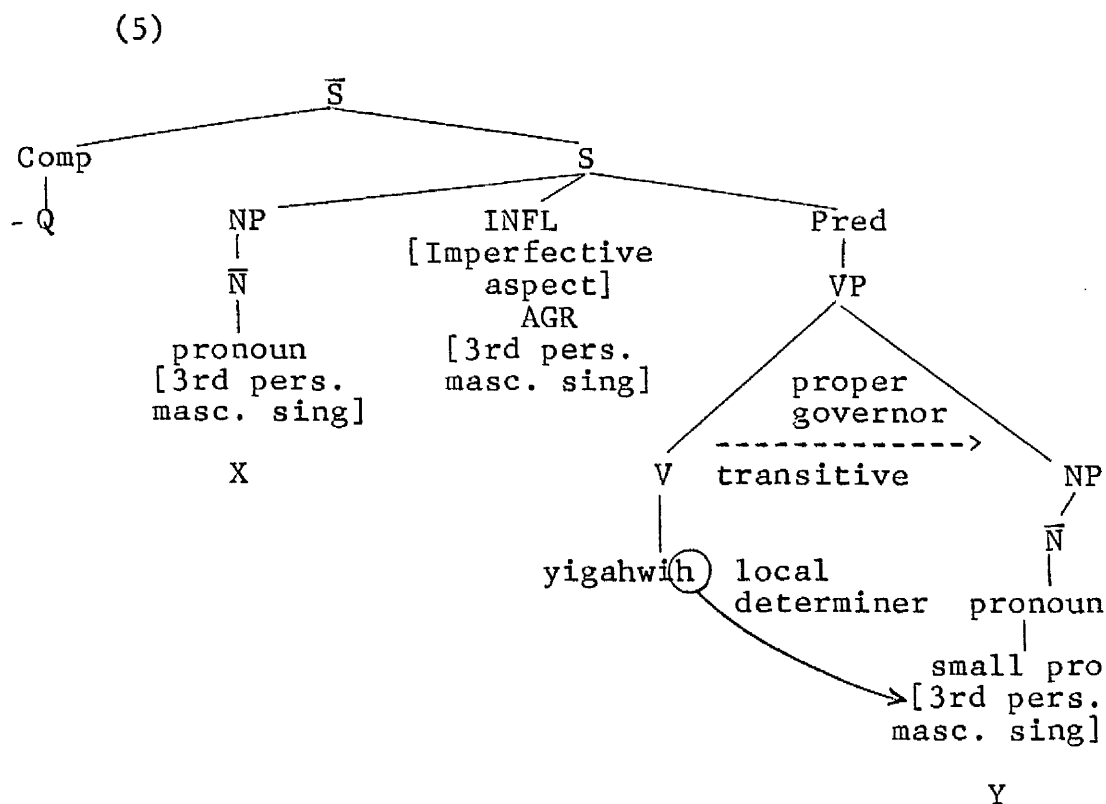 (5)
S̅
Comp
S
- Q
NP
INFL
Pred
[Imperfective
aspect]
N̅
VP
AGR
pronoun
[3rd pers.
masc. sing]
[3rd pers.
masc. sing]
proper
governor
X
V
transitive
NP
N̅
yigahwih
local
determiner
pronoun
small pro
[3rd pers.
masc. sing]
Y